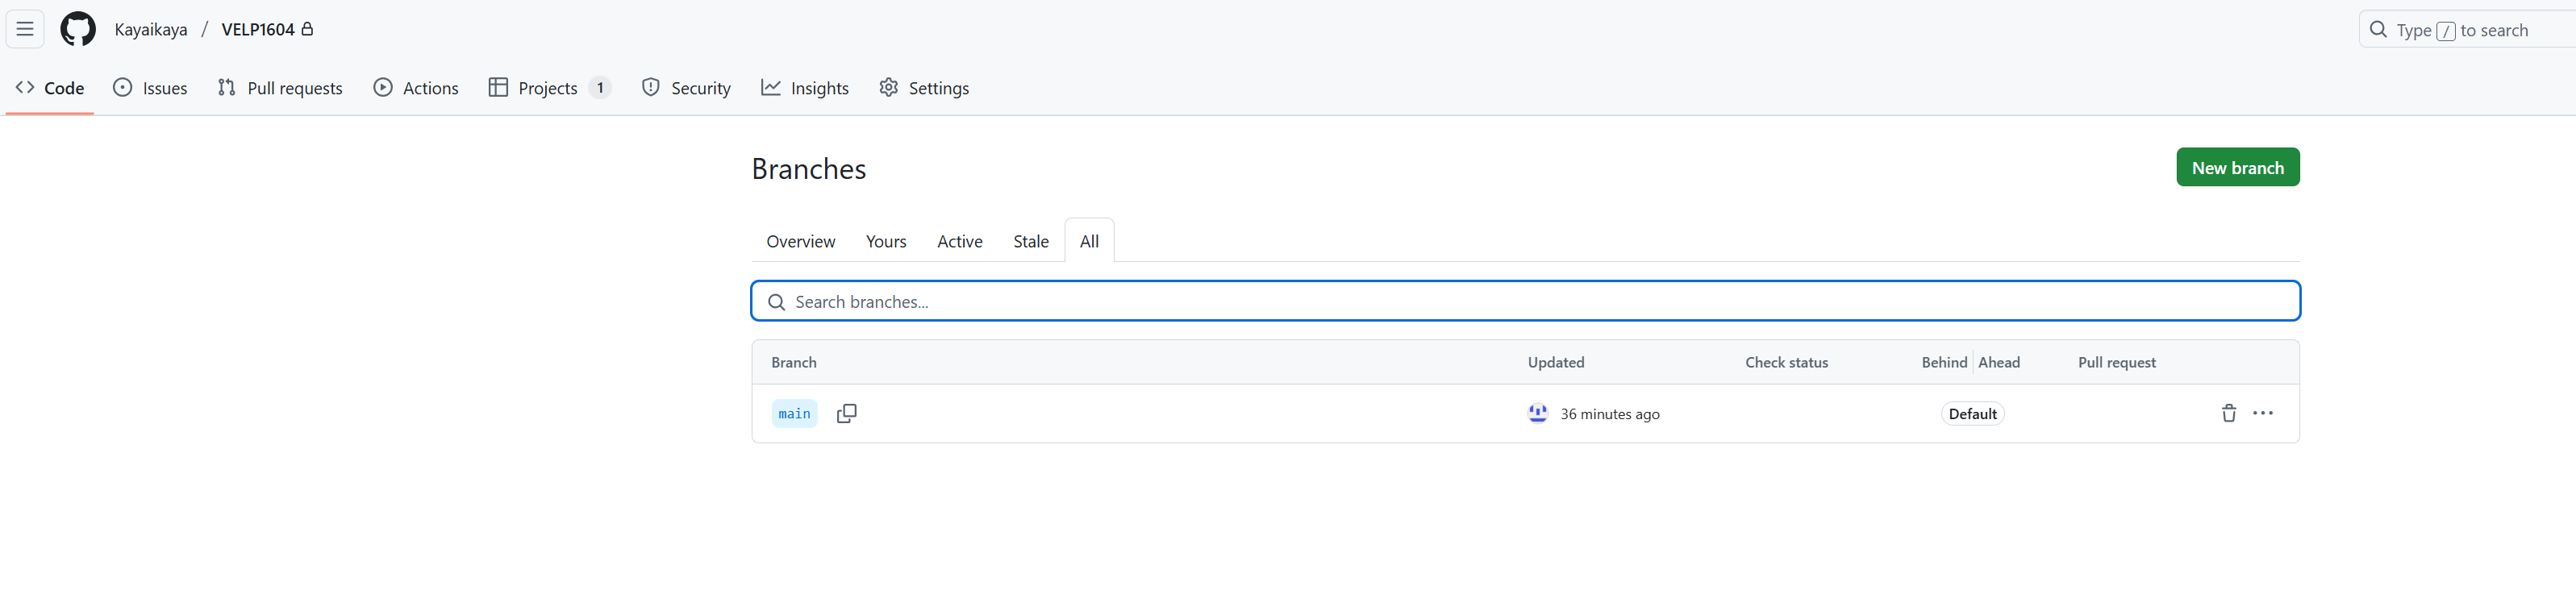 Kayaikaya / VELP1604
Type / to search
Code Issues Pull requests Actions Projects 1 Security Insights Settings
Branches
New branch
Overview Yours Active Stale All
Search branches...
Branch Updated Check status Behind Ahead Pull request
main 36 minutes ago Default